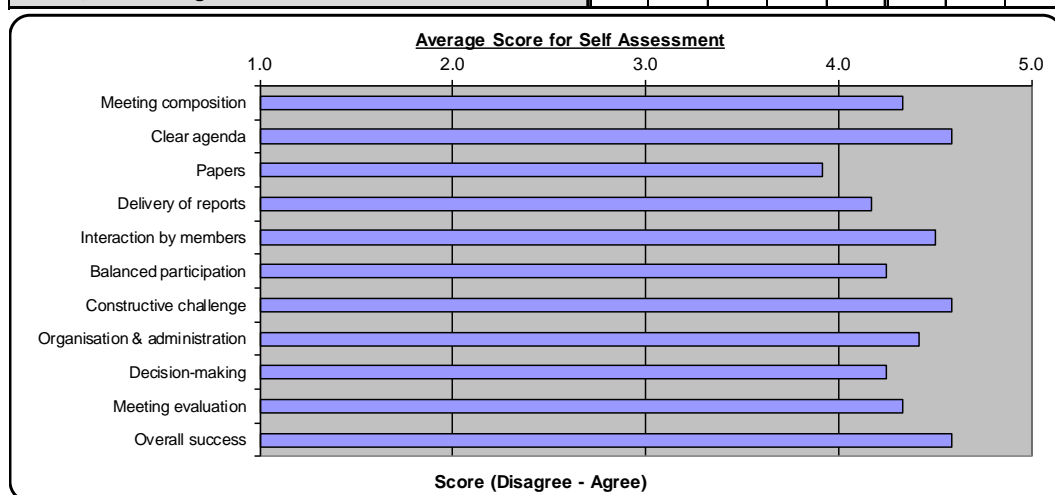 Average Score for Self Assessment
1.0 2.0 3.0 4.0 5.0
Meeting composition
Clear agenda
Papers
Delivery of reports
Interaction by members
Balanced participation
Constructive challenge
Organisation & administration
Decision-making
Meeting evaluation
Overall success
Score (Disagree - Agree)